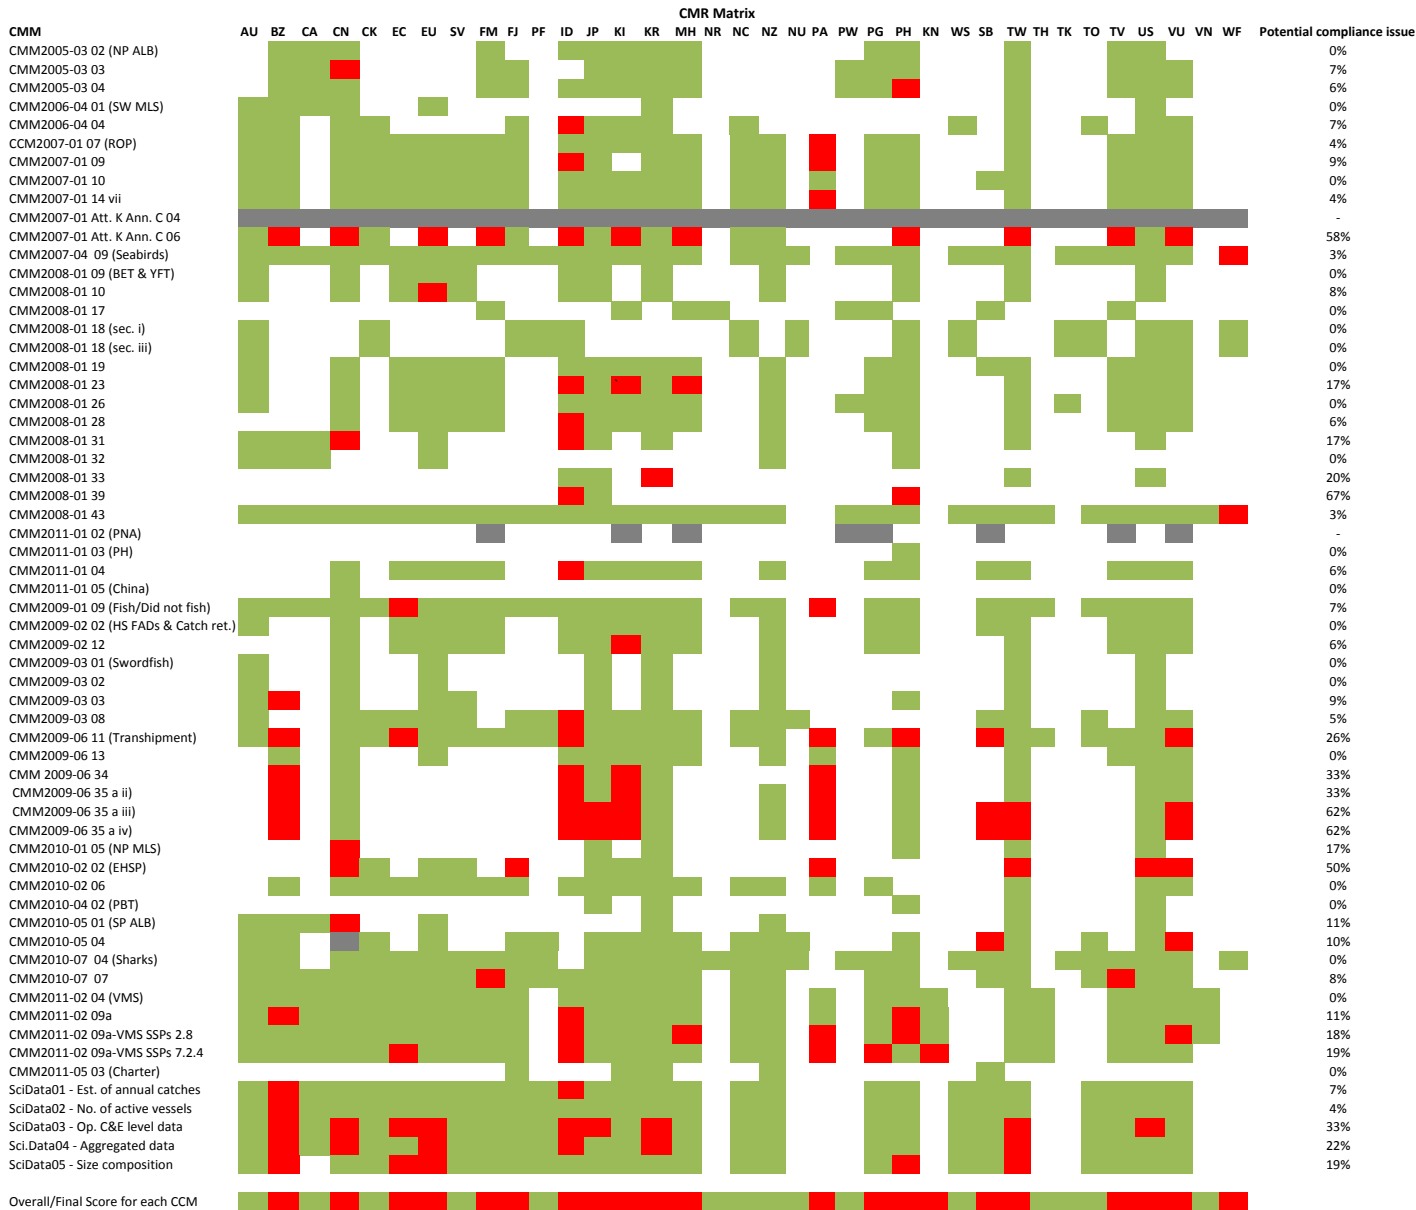 CMR Matrix
CMM AU BZ CA CN CK EC EU SV FM FJ PF ID JP KI KR MH NR NC NZ NU PA PW PG PH KN WS SB TW TH TK TO TV US VU VN WF Potential compliance issue
CMM2005-03 02 (NP ALB) 0%
CMM2005-03 03 7%
CMM2005-03 04 6%
CMM2006-04 01 (SW MLS) 0%
CMM2006-04 04 7%
CCM2007-01 07 (ROP) 4%
CMM2007-01 09 9%
CMM2007-01 10 0%
CMM2007-01 14 vii 4%
CMM2007-01 Att. K Ann. C 04 -
CMM2007-01 Att. K Ann. C 06 58%
CMM2007-04 09 (Seabirds) 3%
CMM2008-01 09 (BET & YFT) 0%
CMM2008-01 10 8%
CMM2008-01 17 0%
CMM2008-01 18 (sec. i) 0%
CMM2008-01 18 (sec. iii) 0%
CMM2008-01 19 0%
CMM2008-01 23 17%
CMM2008-01 26 0%
CMM2008-01 28 6%
CMM2008-01 31 17%
CMM2008-01 32 0%
CMM2008-01 33 20%
CMM2008-01 39 67%
CMM2008-01 43 3%
CMM2011-01 02 (PNA) -
CMM2011-01 03 (PH) 0%
CMM2011-01 04 6%
CMM2011-01 05 (China) 0%
CMM2009-01 09 (Fish/Did not fish) 7%
CMM2009-02 02 (HS FADs & Catch ret.) 0%
CMM2009-02 12 6%
CMM2009-03 01 (Swordfish) 0%
CMM2009-03 02 0%
CMM2009-03 03 9%
CMM2009-03 08 5%
CMM2009-06 11 (Transhipment) 26%
CMM2009-06 13 0%
CMM 2009-06 34 33%
CMM2009-06 35 a ii) 33%
CMM2009-06 35 a iii) 62%
CMM2009-06 35 a iv) 62%
CMM2010-01 05 (NP MLS) 17%
CMM2010-02 02 (EHSP) 50%
CMM2010-02 06 0%
CMM2010-04 02 (PBT) 0%
CMM2010-05 01 (SP ALB) 11%
CMM2010-05 04 10%
CMM2010-07 04 (Sharks) 0%
CMM2010-07 07 8%
CMM2011-02 04 (VMS) 0%
CMM2011-02 09a 11%
CMM2011-02 09a-VMS SSPs 2.8 18%
CMM2011-02 09a-VMS SSPs 7.2.4 19%
CMM2011-05 03 (Charter) 0%
SciData01 - Est. of annual catches 7%
SciData02 - No. of active vessels 4%
SciData03 - Op. C&E level data 33%
Sci.Data04 - Aggregated data 22%
SciData05 - Size composition 19%
Overall/Final Score for each CCM